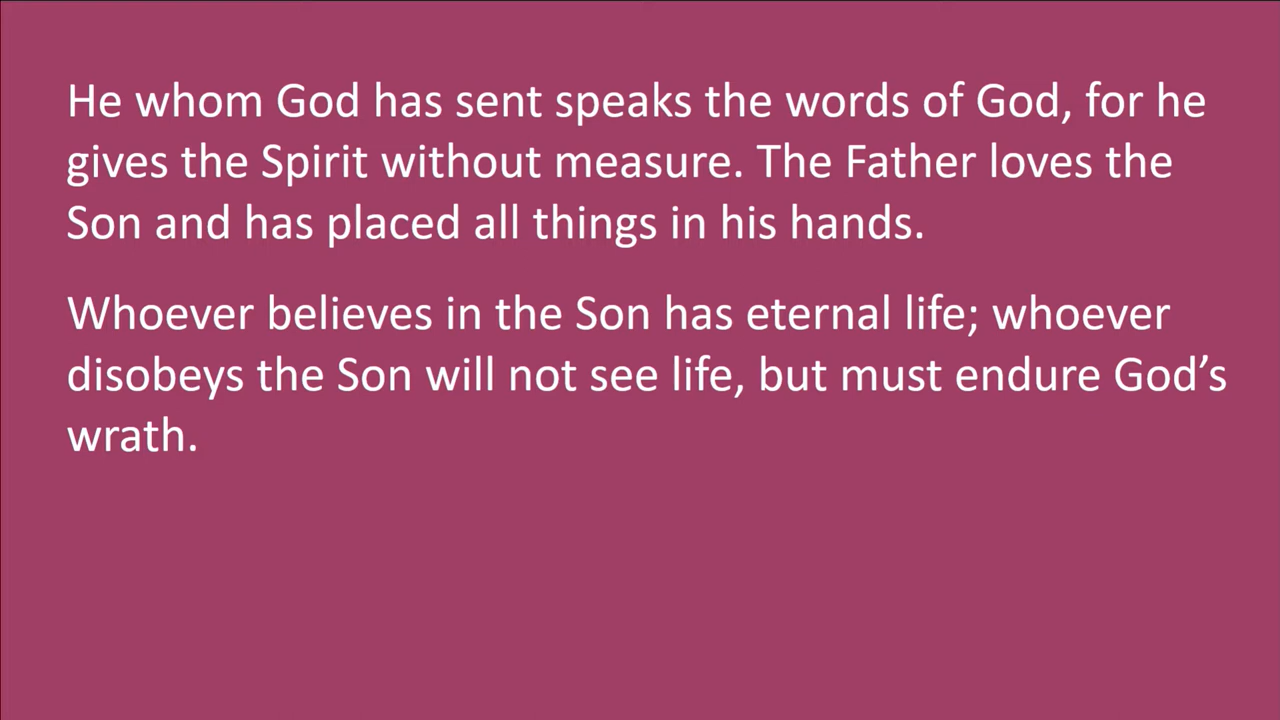 He whom God has sent speaks the words of God, for he
gives the Spirit without measure. The Father loves the
Son and has placed all things in his hands.
Whoever believes in the Son has eternal life; whoever
disobeys the Son will not see life, but must endure God’s
wrath.